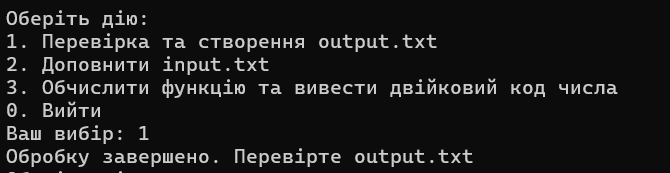 Оберіть дію:
1. Перевірка та створення output.txt
2. Доповнити input.txt
3. Обчислити функцію та вивести двійковий код числа
0. Вийти
Ваш вибір: 1
Обробку завершено. Перевірте output.txt